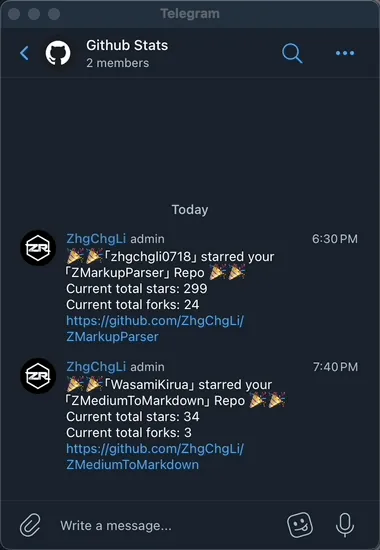 Telegram
Github Stats
2 members
Today
ZhgChgLi admin 6:30 PM
🎉🎉「zhgchgli0718」 starred your
「ZMarkupParser」 Repo 🎉🎉
Current total stars: 299
Current total forks: 24
https://github.com/ZhgChgLi/
ZMarkupParser
ZR
ZhgChgLi admin 7:40 PM
🎉🎉「WasamiKirua」 starred your
「ZMediumToMarkdown」 Repo 🎉🎉
Current total stars: 34
Current total forks: 3
https://github.com/ZhgChgLi/
ZMediumToMarkdown
ZR
Write a message...